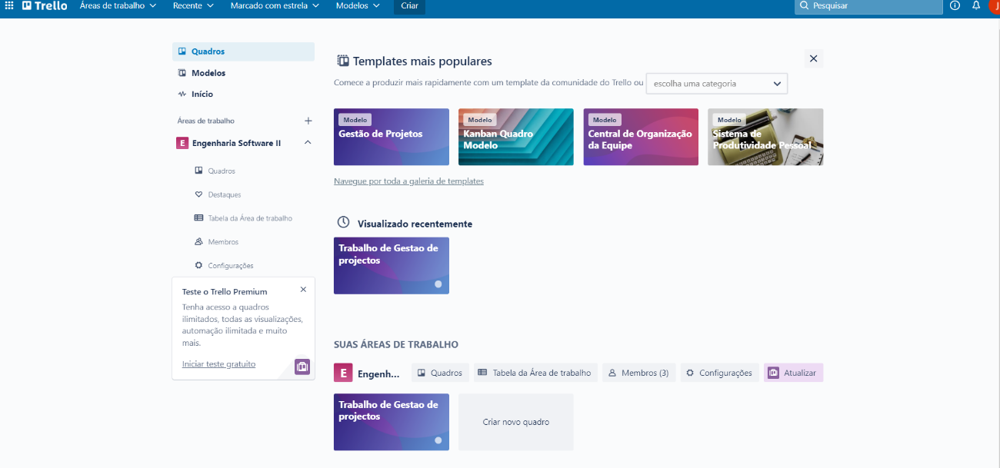 Trello Áreas de trabalho Recente Marcado com estrela Modelos Criar Pesquisar
Quadros
Modelos
Início
Áreas de trabalho
E Engenharia Software II
Quadros
Destaques
Tabela da Área de trabalho
Membros
Configurações
Teste o Trello Premium
Tenha acesso a quadros
ilimitados, todas as visualizações,
automação ilimitada e muito
mais.
Iniciar teste gratuito
Templates mais populares
Comece a produzir mais rapidamente com um template da comunidade do Trello ou escolha uma categoria
Modelo
Gestão de Projetos
Modelo
Kanban Quadro
Modelo
Modelo
Central de Organização
da Equipe
Modelo
Sistema de
Produtividade Pessoal
Navegue por toda a galeria de templates
Visualizado recentemente
Trabalho de Gestao de
projectos
SUAS ÁREAS DE TRABALHO
E Engenh... Quadros Tabela da Área de trabalho Membros (3) Configurações Atualizar
Trabalho de Gestao de
projectos
Criar novo quadro